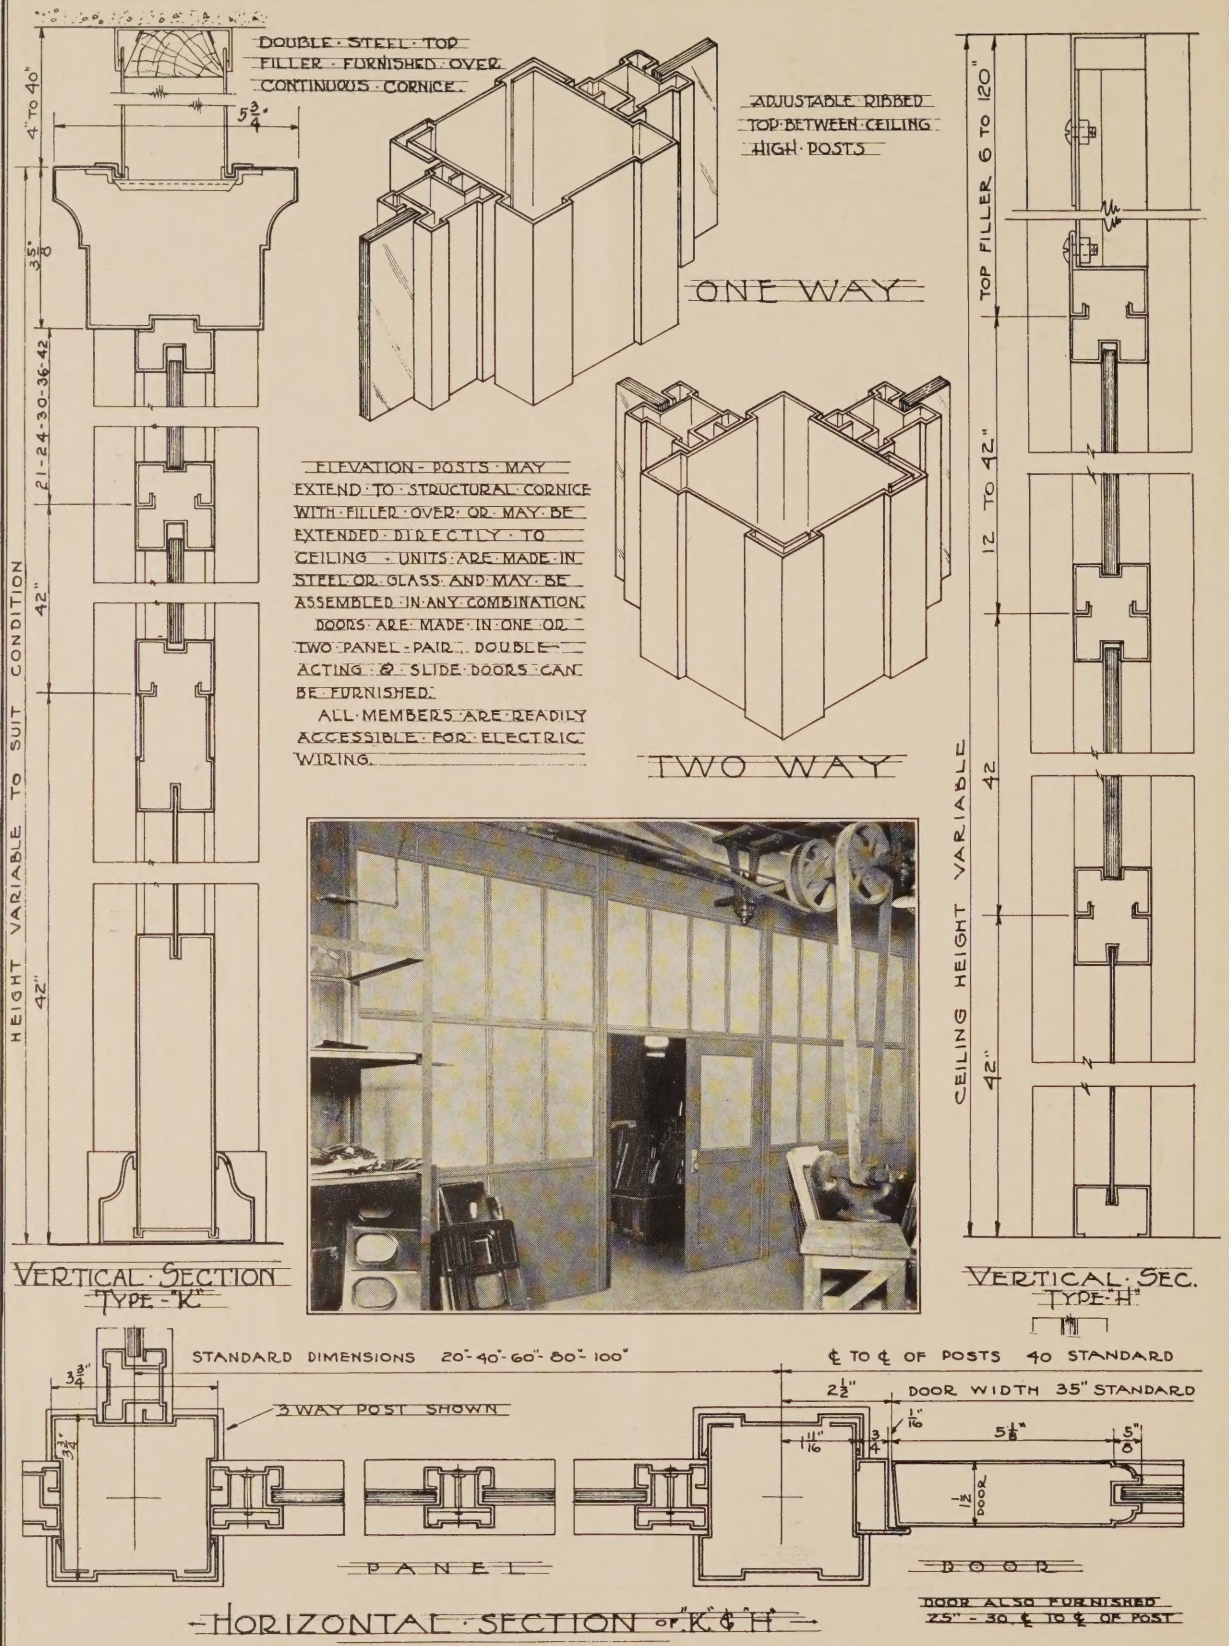 DOUBLE · STEEL · TOP
FILLER · FURNISHED · OVER
CONTINUOUS · CORNICE.
4" TO 40"
5 3/4"
3 5/8"
21-24-30-36-42
42"
42"
HEIGHT VARIABLE TO SUIT CONDITION
VERTICAL · SECTION
TYPE - "K"
ADJUSTABLE · RIBBED
TOP · BETWEEN · CEILING
HIGH · POSTS
ONE WAY
ELEVATION - POSTS · MAY
EXTEND · TO · STRUCTURAL · CORNICE
WITH · FILLER · OVER · OR · MAY · BE
EXTENDED · DIRECTLY · TO
CEILING - UNITS · ARE · MADE · IN
STEEL · OR · GLASS · AND · MAY · BE
ASSEMBLED · IN · ANY · COMBINATION.
DOORS · ARE · MADE · IN · ONE · OR
TWO · PANEL - PAIR, DOUBLE
ACTING · & · SLIDE · DOORS · CAN
BE · FURNISHED.
ALL · MEMBERS · ARE · READILY
ACCESSIBLE · FOR · ELECTRIC
WIRING.
TWO WAY
TOP FILLER 6 TO 120"
12 TO 42"
42
42"
CEILING HEIGHT VARIABLE
VERTICAL · SEC.
TYPE - "H"
STANDARD DIMENSIONS 20"-40"-60"-80"-100"
3 3/4"
3 3/4"
3 WAY POST SHOWN
PANEL
℄ TO ℄ OF POSTS 40 STANDARD
2 1/2"
DOOR WIDTH 35" STANDARD
1/16"
1 11/16"
3/4
5 1/8"
5/8"
1 1/2
DOOR
DOOR
DOOR ALSO FURNISHED
25" - 30 ℄ TO ℄ OF POST
HORIZONTAL · SECTION OF "K" & "H"